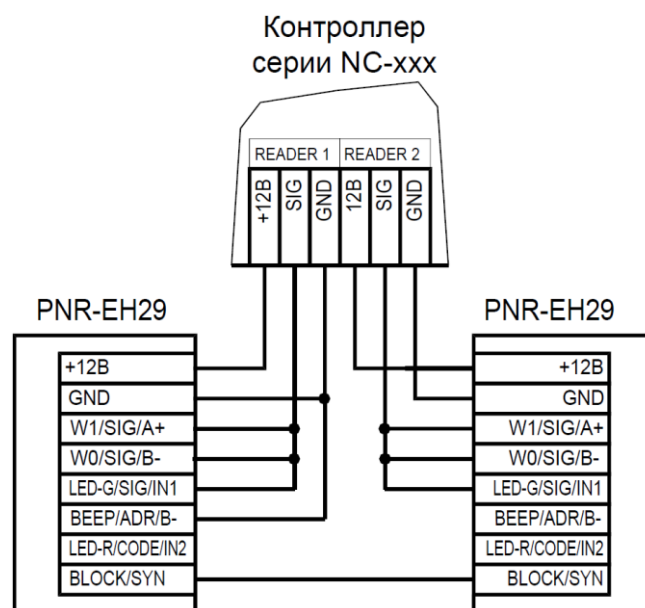 Контроллер
серии NC-xxx
READER 1 READER 2
+12В SIG GND 12В SIG GND
PNR-EH29
+12В
GND
W1/SIG/A+
W0/SIG/B-
LED-G/SIG/IN1
BEEP/ADR/B-
LED-R/CODE/IN2
BLOCK/SYN
PNR-EH29
+12В
GND
W1/SIG/A+
W0/SIG/B-
LED-G/SIG/IN1
BEEP/ADR/B-
LED-R/CODE/IN2
BLOCK/SYN